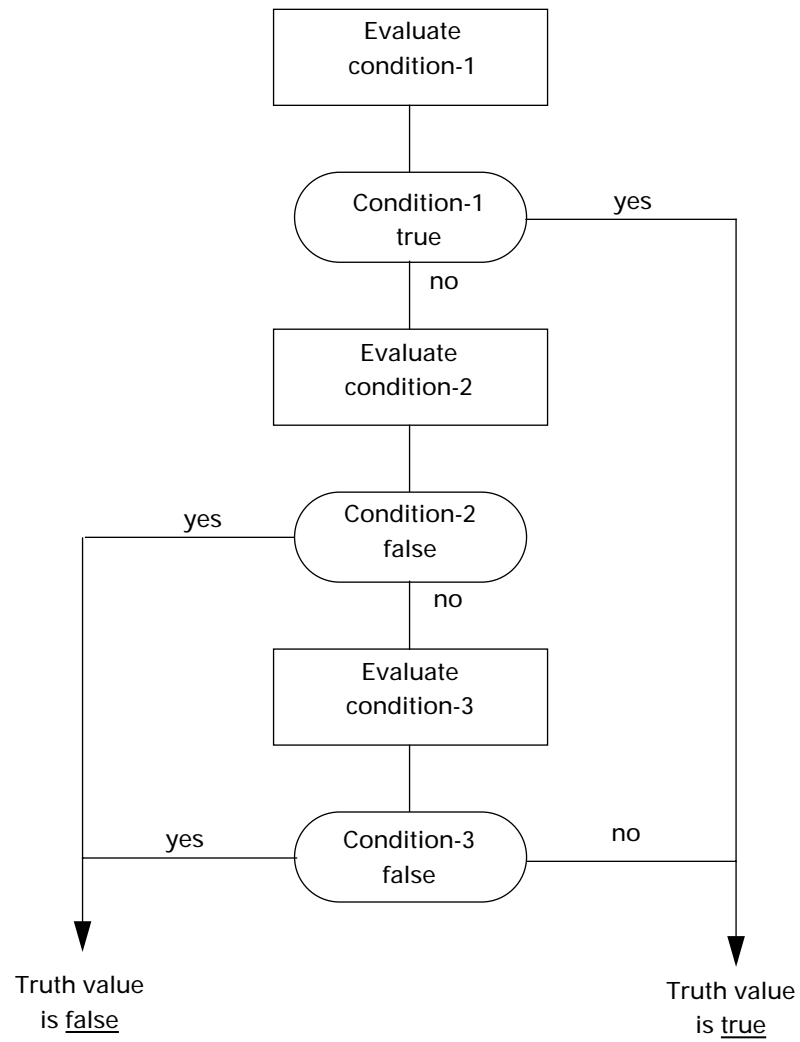 Evaluate
condition-1
Condition-1
true
yes
no
Evaluate
condition-2
yes
Condition-2
false
no
Evaluate
condition-3
yes
Condition-3
false
no
Truth value
is false
Truth value
is true